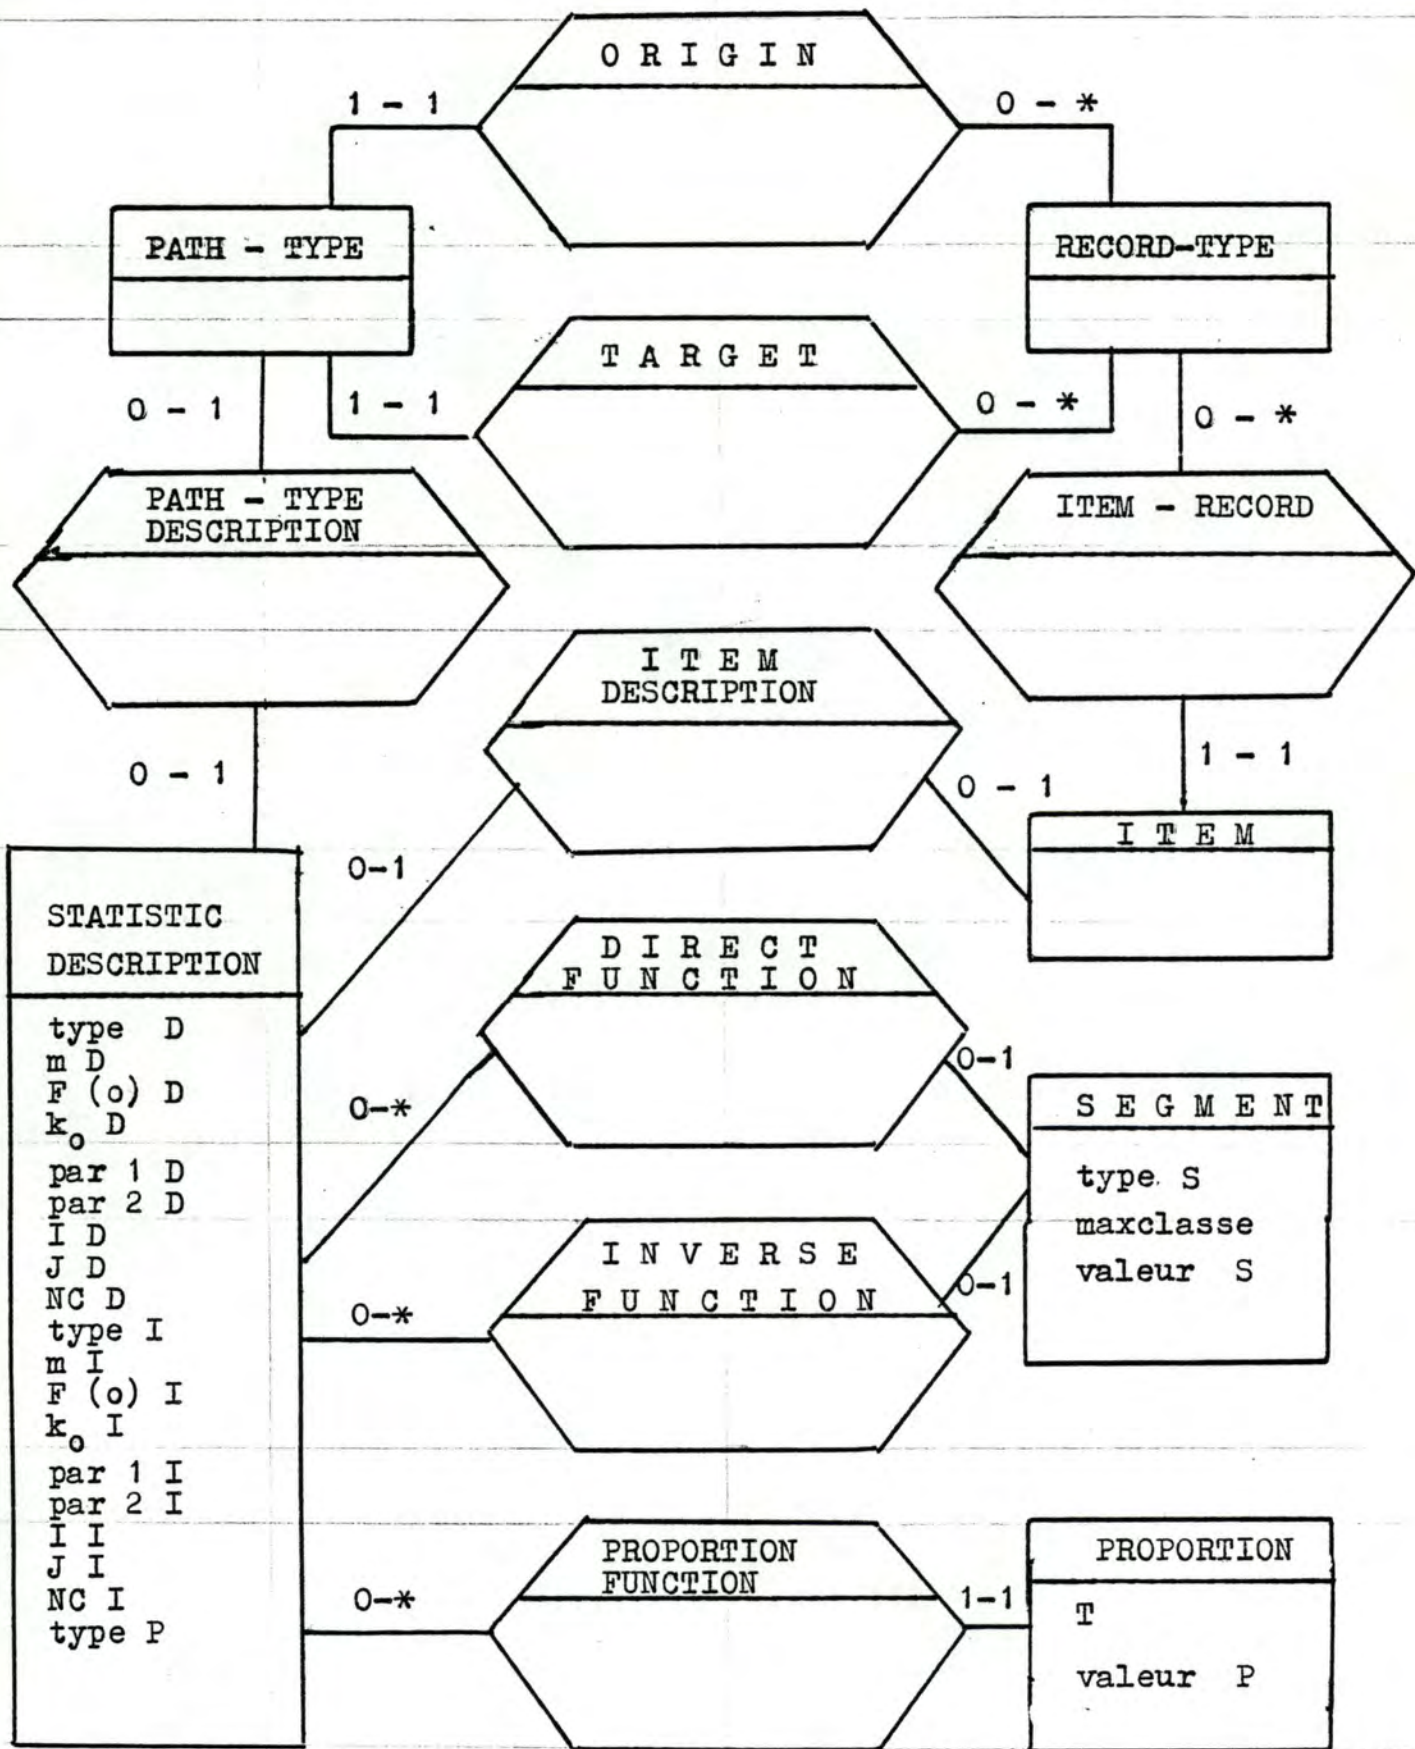 O R I G I N
1 - 1
0 - *
PATH - TYPE
RECORD-TYPE
T A R G E T
0 - 1
1 - 1
0 - *
0 - *
PATH - TYPE
DESCRIPTION
ITEM - RECORD
I T E M
DESCRIPTION
0 - 1
0 - 1
1 - 1
I T E M
0-1
STATISTIC
DESCRIPTION
D I R E C T
F U N C T I O N
type D
m D
F (o) D
k₀ D
par 1 D
par 2 D
I D
J D
NC D
type I
m I
F (o) I
k₀ I
par 1 I
par 2 I
I I
J I
NC I
type P
0-*
0-1
S E G M E N T
type S
maxclasse
valeur S
I N V E R S E
F U N C T I O N
0-*
0-1
PROPORTION
FUNCTION
0-*
1-1
PROPORTION
T
valeur P